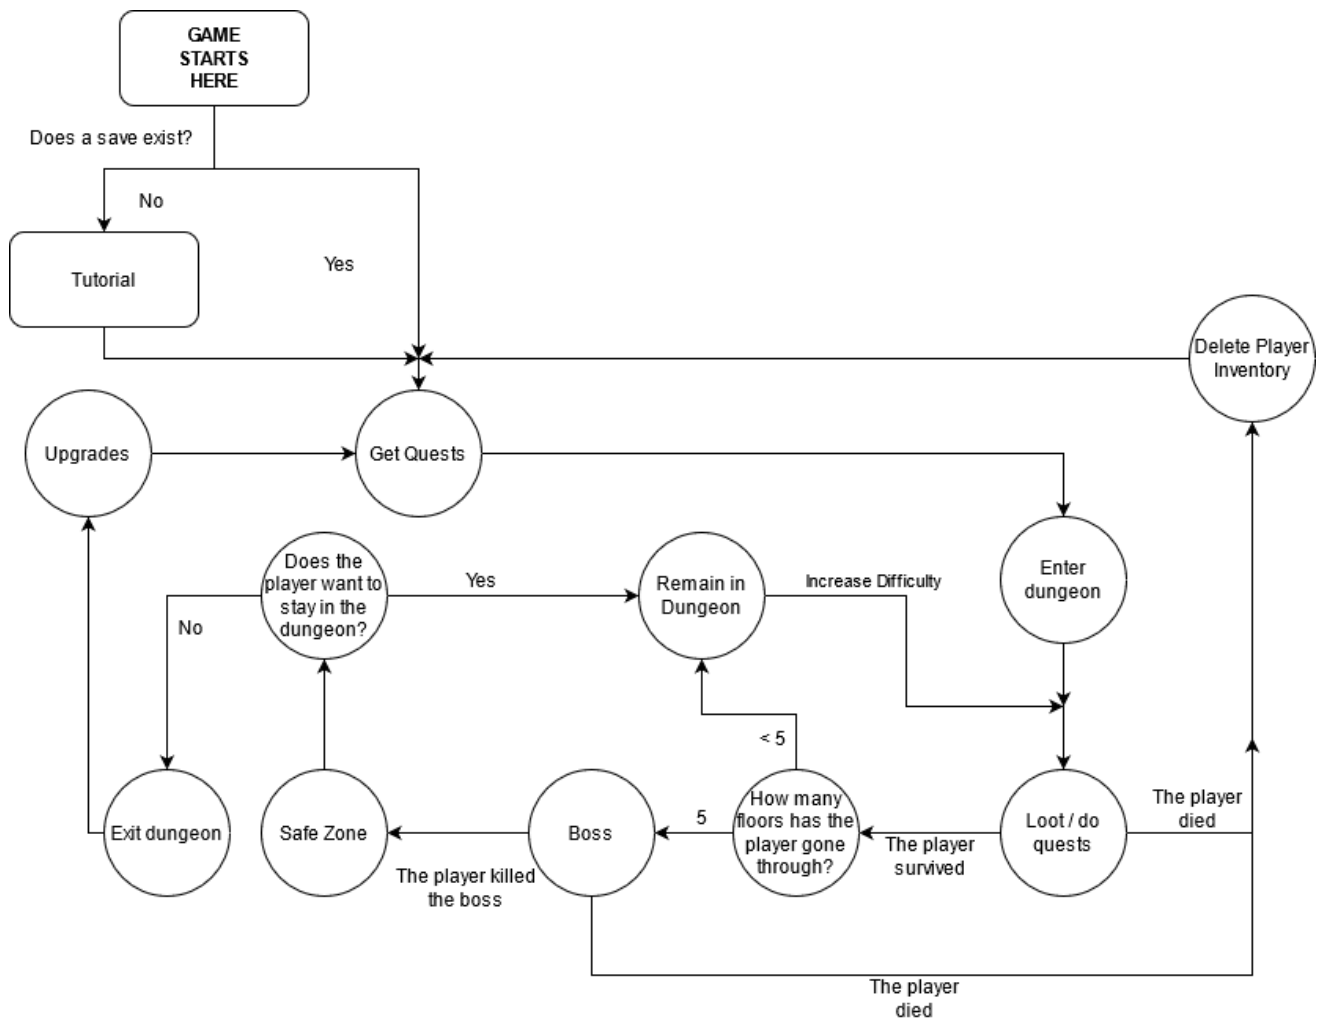 GAME
STARTS
HERE
Does a save exist?
No
Yes
Tutorial
Delete Player
Inventory
Upgrades
Get Quests
Does the
player want to
stay in the
dungeon?
Yes
No
Remain in
Dungeon
Increase Difficulty
Enter
dungeon
< 5
Exit dungeon
Safe Zone
The player killed
the boss
Boss
5
How many
floors has the
player gone
through?
The player
survived
Loot / do
quests
The player
died
The player
died